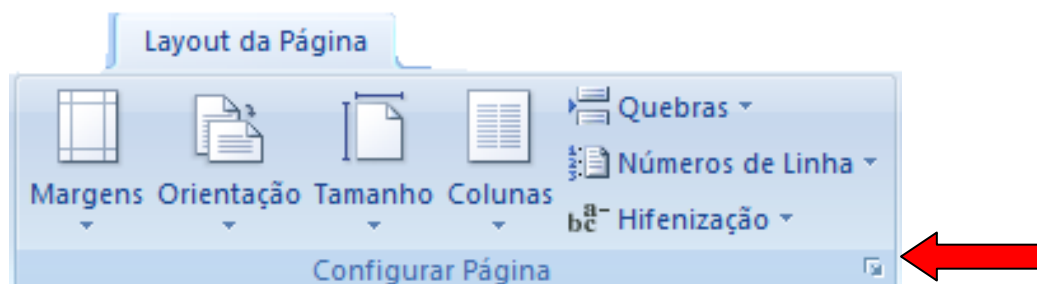 Layout da Página
Margens Orientação Tamanho Colunas
Quebras
Números de Linha
Hifenização
Configurar Página